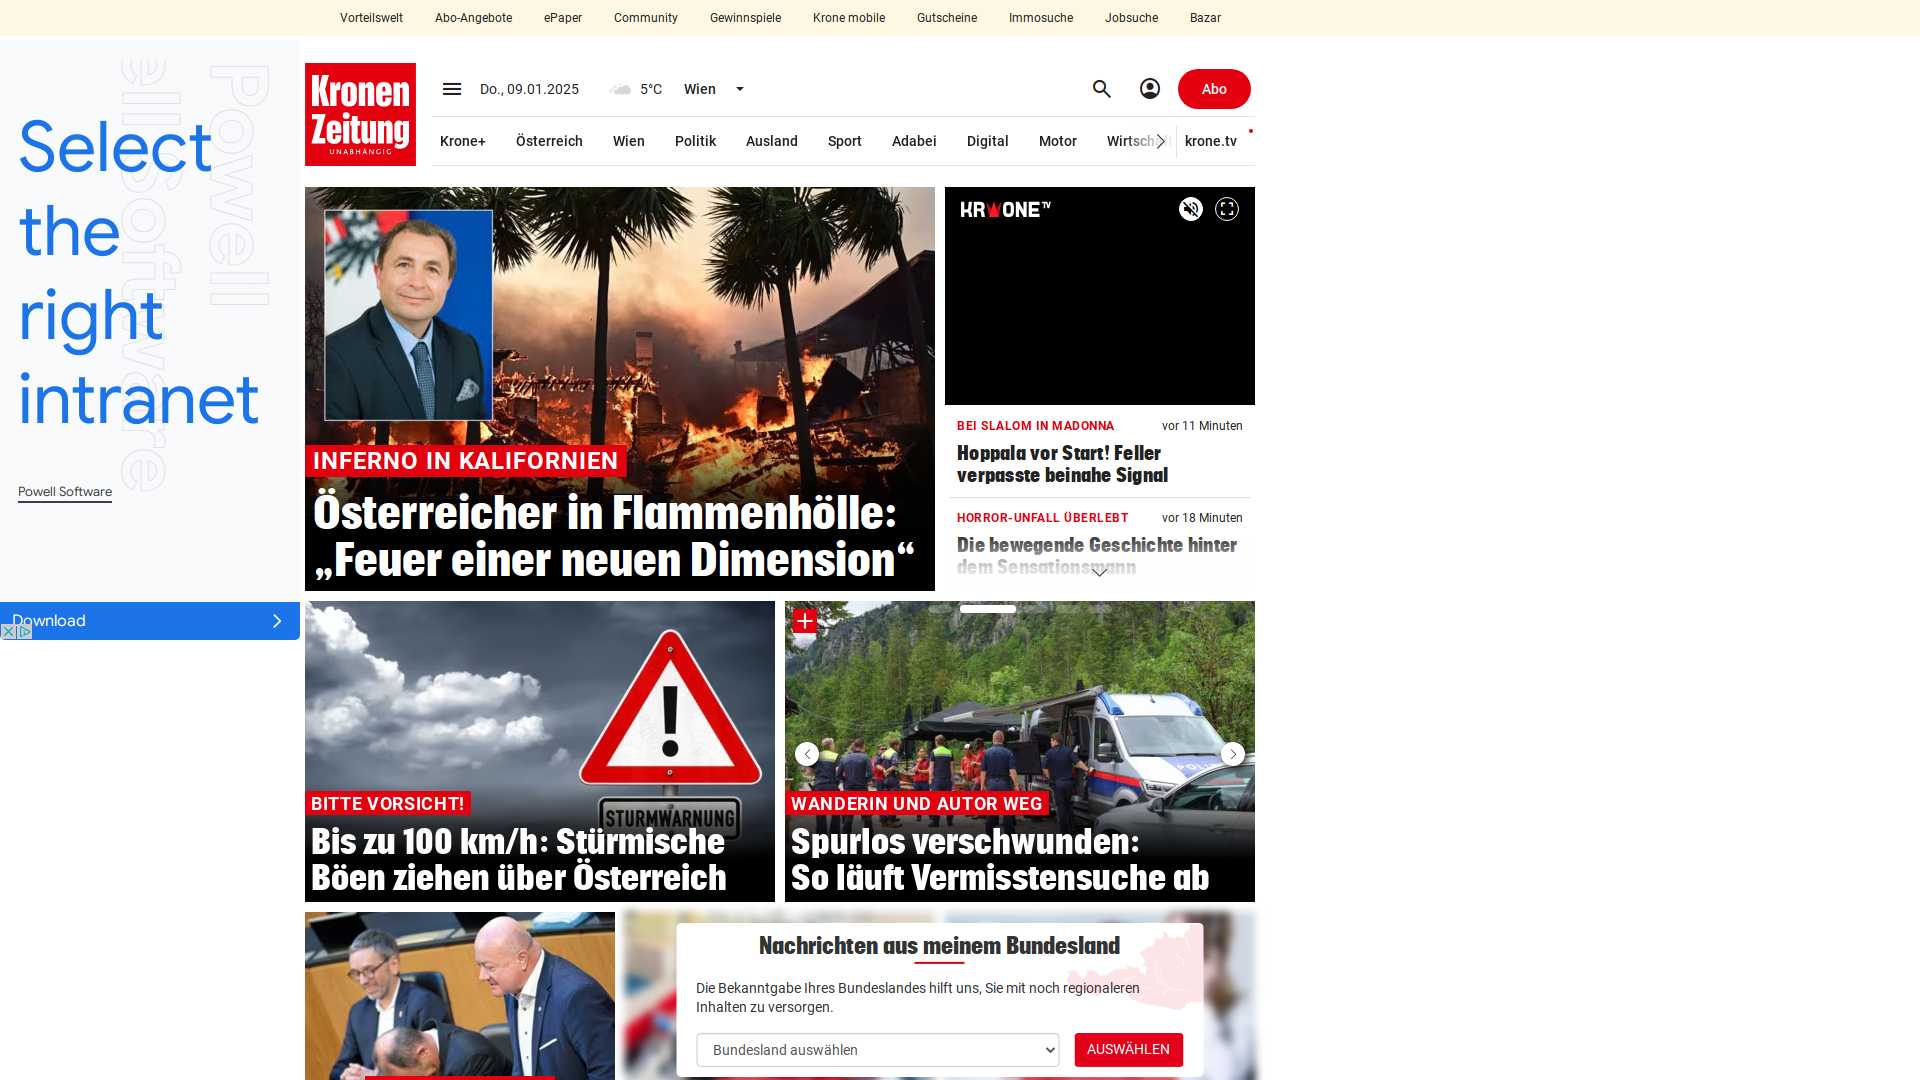 Vorteilswelt Abo-Angebote ePaper Community Gewinnspiele Krone mobile Gutscheine Immosuche Jobsuche Bazar
Powell
Software
Select
the
right
intranet
Powell Software
Download
Kronen
Zeitung
UNABHÄNGIG
Do., 09.01.2025 5°C Wien
Abo
Krone+ Österreich Wien Politik Ausland Sport Adabei Digital Motor krone.tv
INFERNO IN KALIFORNIEN
Österreicher in Flammenhölle:
„Feuer einer neuen Dimension“
KRONE TV
BEI SLALOM IN MADONNA vor 11 Minuten
Hoppala vor Start! Feller
verpasste beinahe Signal
HORROR-UNFALL ÜBERLEBT vor 18 Minuten
Die bewegende Geschichte hinter
dem Sensationsmann
STURMWARNUNG
BITTE VORSICHT!
Bis zu 100 km/h: Stürmische
Böen ziehen über Österreich
WANDERIN UND AUTOR WEG
Spurlos verschwunden:
So läuft Vermisstensuche ab
Nachrichten aus meinem Bundesland
Die Bekanntgabe Ihres Bundeslandes hilft uns, Sie mit noch regionaleren
Inhalten zu versorgen.
Bundesland auswählen
AUSWÄHLEN